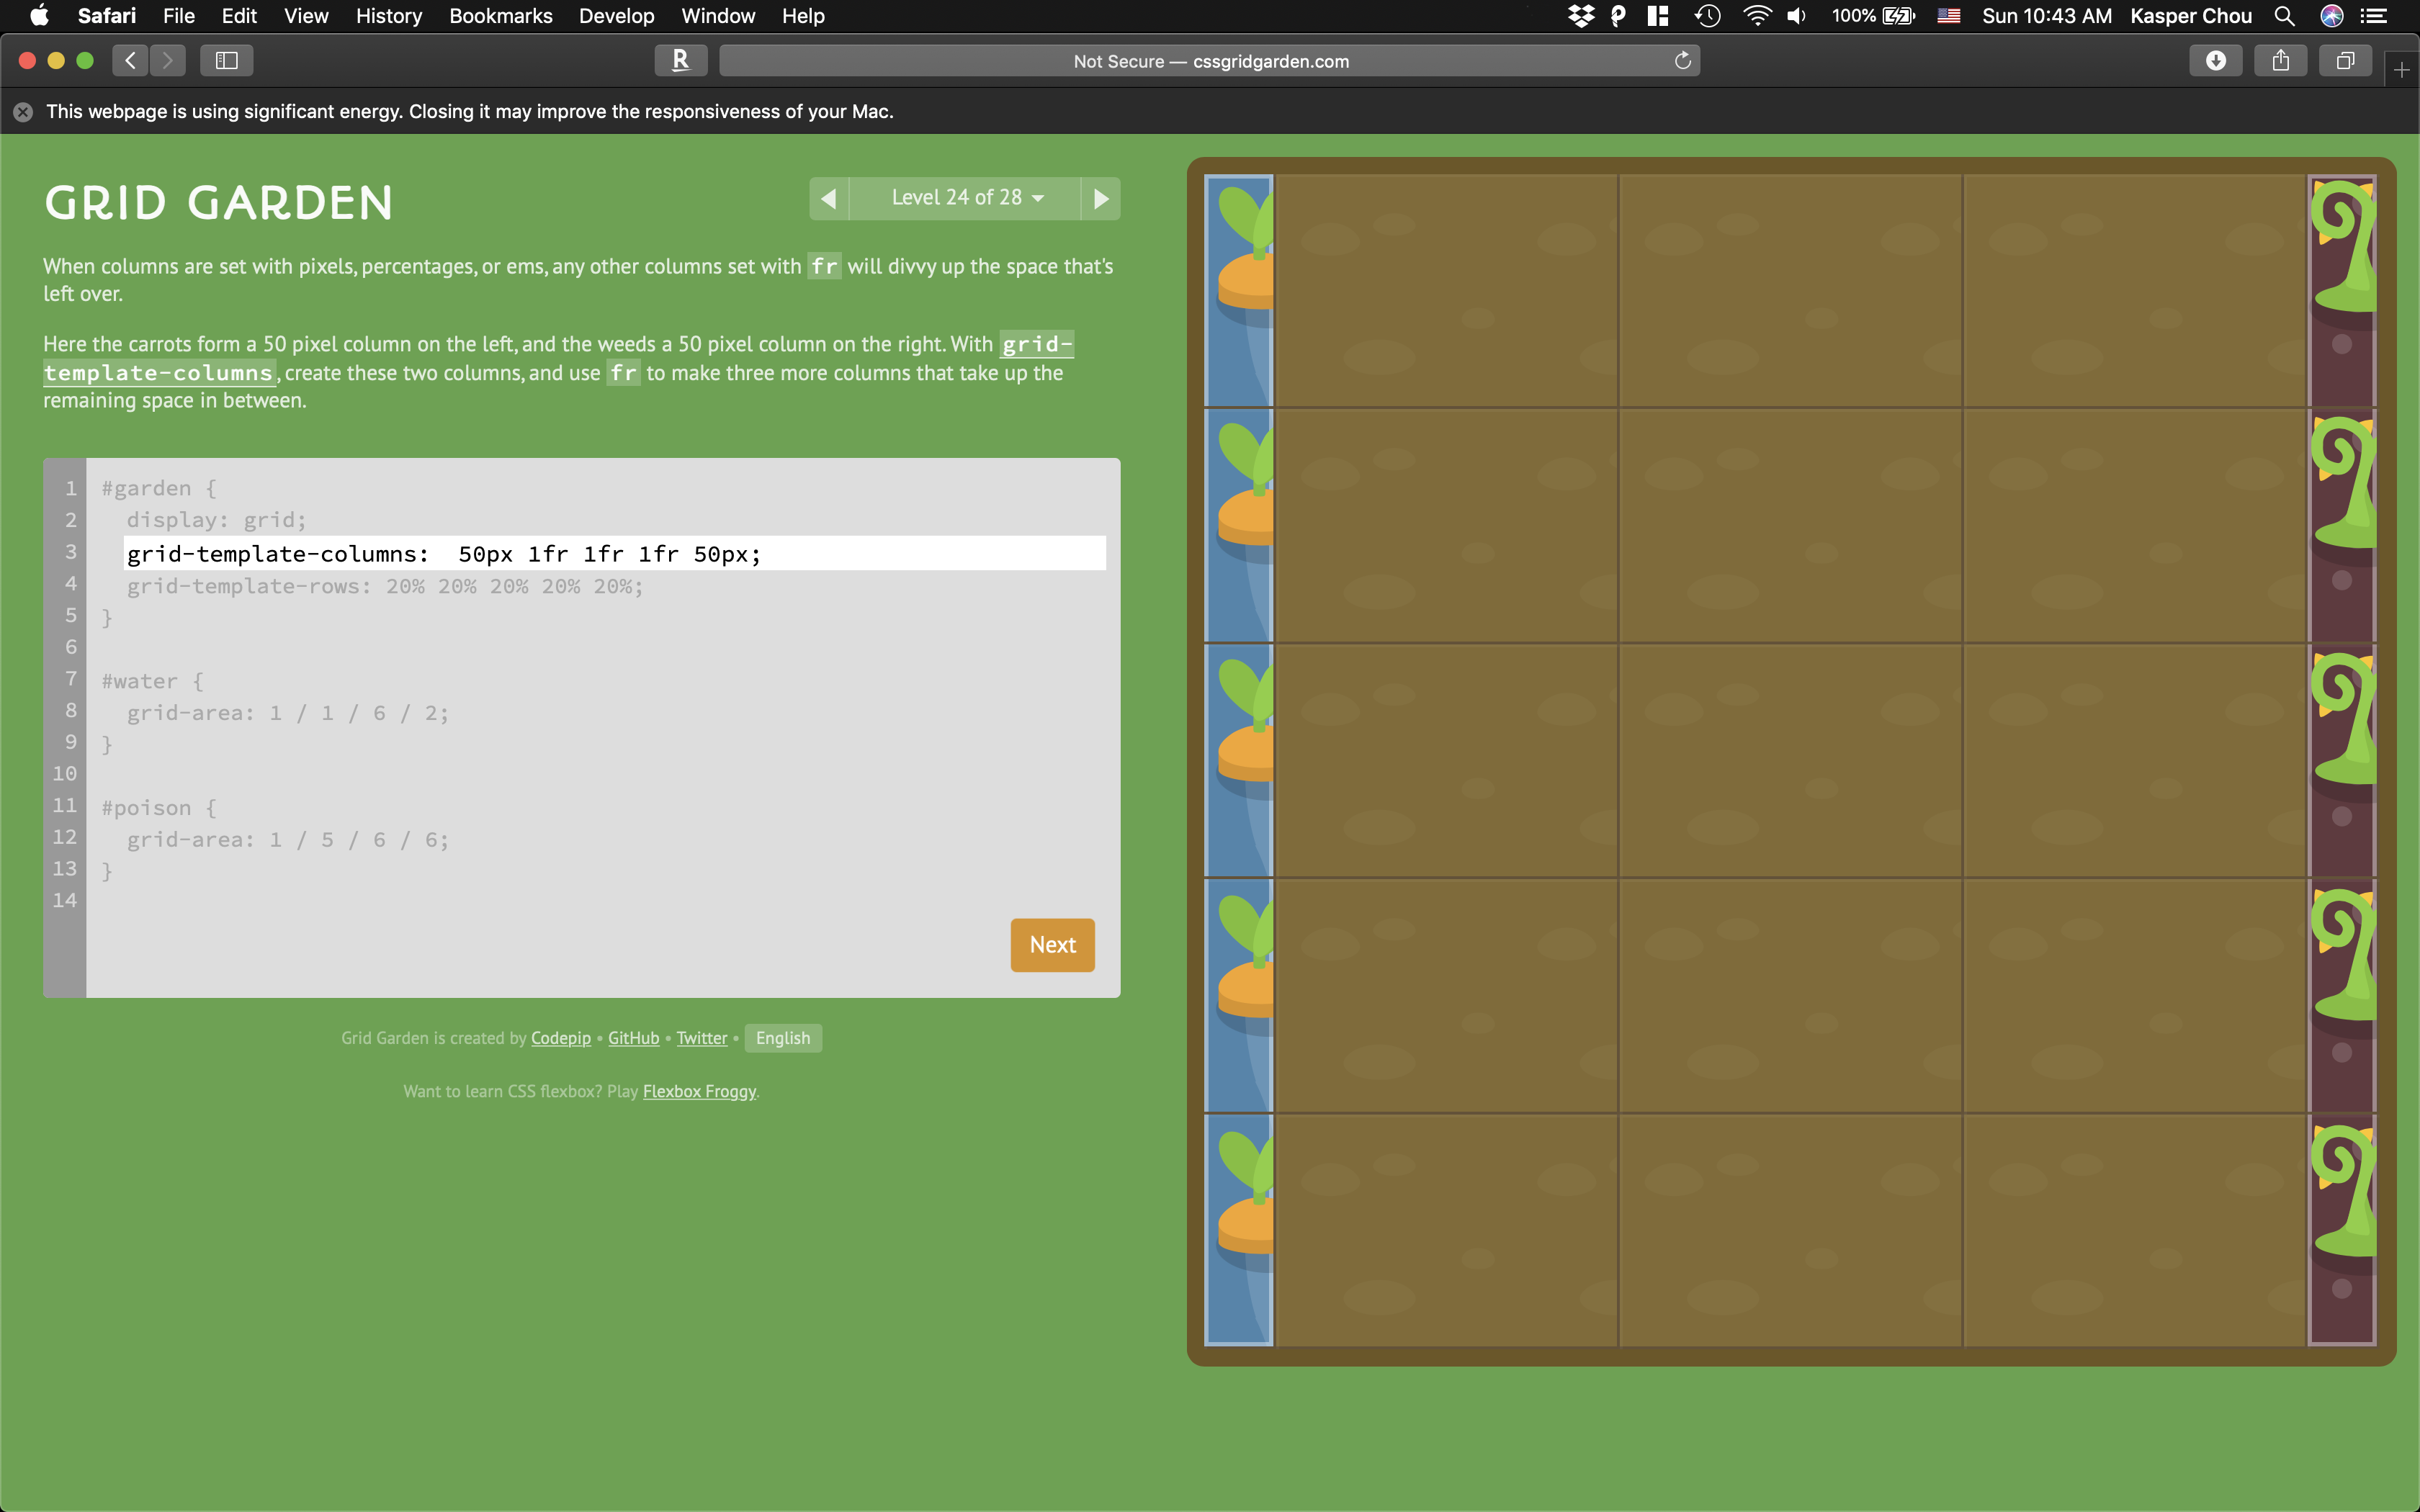 Safari File Edit View History Bookmarks Develop Window Help
100% Sun 10:43 AM Kasper Chou
R
Not Secure — cssgridgarden.com
This webpage is using significant energy. Closing it may improve the responsiveness of your Mac.
GRID GARDEN
Level 24 of 28
When columns are set with pixels, percentages, or ems, any other columns set with fr will divvy up the space that's
left over.
Here the carrots form a 50 pixel column on the left, and the weeds a 50 pixel column on the right. With grid-
template-columns, create these two columns, and use fr to make three more columns that take up the
remaining space in between.
1 #garden {
2 display: grid;
3 grid-template-columns:  50px 1fr 1fr 1fr 50px;
4 grid-template-rows: 20% 20% 20% 20% 20%;
5 }
6
7 #water {
8 grid-area: 1 / 1 / 6 / 2;
9 }
10
11 #poison {
12 grid-area: 1 / 5 / 6 / 6;
13 }
14
Next
Grid Garden is created by Codepip • GitHub • Twitter • English
Want to learn CSS flexbox? Play Flexbox Froggy.